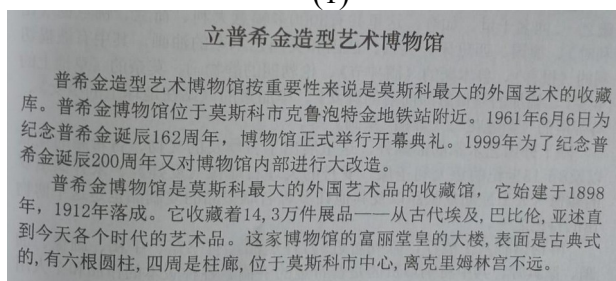 (1)
立普希金造型艺术博物馆
普希金造型艺术博物馆按重要性来说是莫斯科最大的外国艺术的收藏
库。普希金博物馆位于莫斯科市克鲁泡特金地铁站附近。1961年6月6日为
纪念普希金诞辰162周年，博物馆正式举行开幕典礼。1999年为了纪念普
希金诞辰200周年又对博物馆内部进行大改造。
普希金博物馆是莫斯科最大的外国艺术品的收藏馆，它始建于1898
年，1912年落成。它收藏着14,3万件展品——从古代埃及,巴比伦,亚述直
到今天各个时代的艺术品。这家博物馆的富丽堂皇的大楼,表面是古典式
的,有六根圆柱,四周是柱廊,位于莫斯科市中心,离克里姆林宫不远。